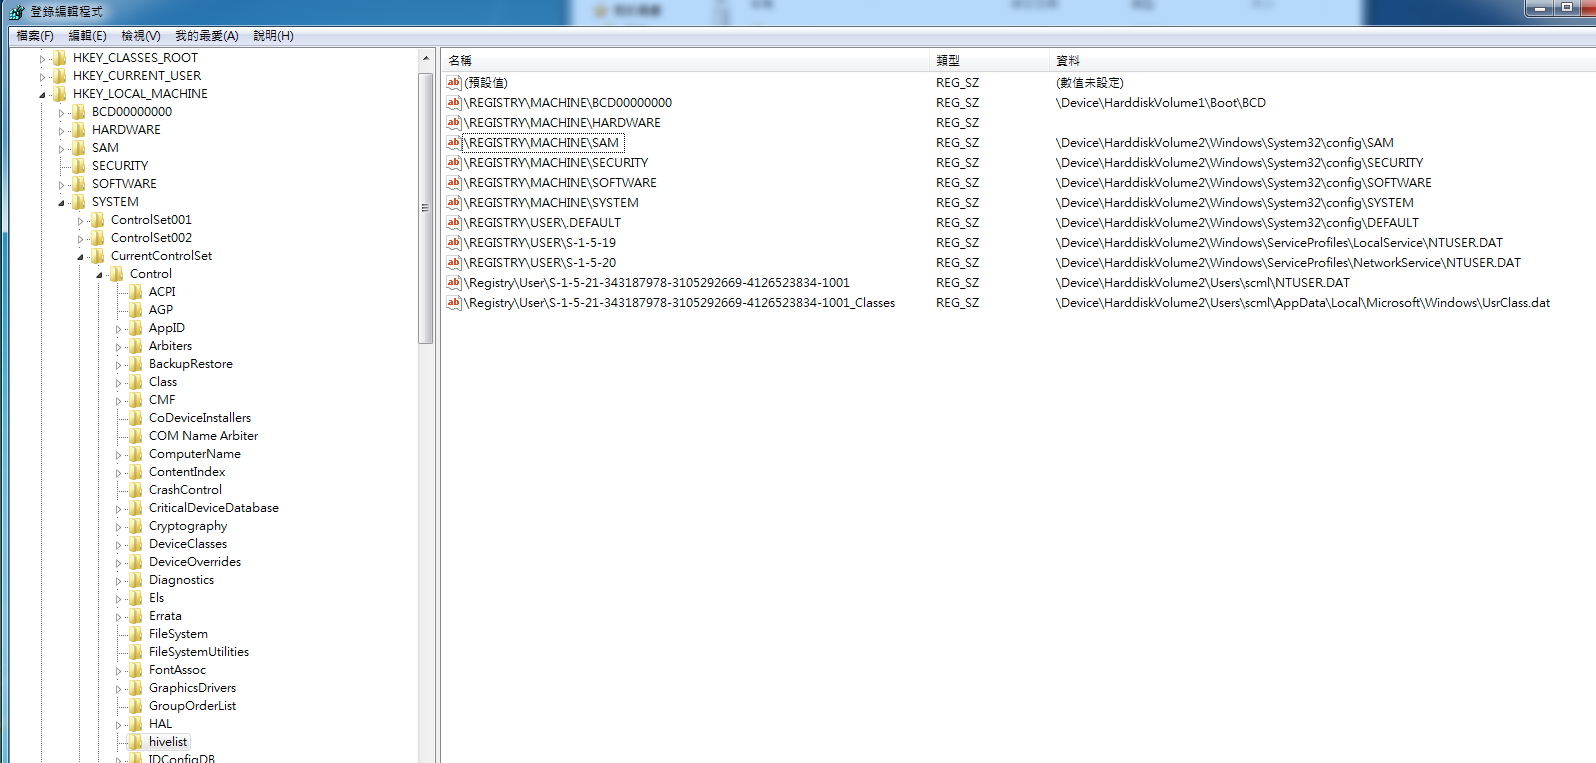 登錄編輯程式
檔案(F) 編輯(E) 檢視(V) 我的最愛(A) 說明(H)
HKEY_CLASSES_ROOT
HKEY_CURRENT_USER
HKEY_LOCAL_MACHINE
BCD00000000
HARDWARE
SAM
SECURITY
SOFTWARE
SYSTEM
ControlSet001
ControlSet002
CurrentControlSet
Control
ACPI
AGP
AppID
Arbiters
BackupRestore
Class
CMF
CoDeviceInstallers
COM Name Arbiter
ComputerName
ContentIndex
CrashControl
CriticalDeviceDatabase
Cryptography
DeviceClasses
DeviceOverrides
Diagnostics
Els
Errata
FileSystem
FileSystemUtilities
FontAssoc
GraphicsDrivers
GroupOrderList
HAL
hivelist
IDConfigDB
名稱 類型 資料
(預設值) REG_SZ (數值未設定)
\REGISTRY\MACHINE\BCD00000000 REG_SZ \Device\HarddiskVolume1\Boot\BCD
\REGISTRY\MACHINE\HARDWARE REG_SZ
\REGISTRY\MACHINE\SAM REG_SZ \Device\HarddiskVolume2\Windows\System32\config\SAM
\REGISTRY\MACHINE\SECURITY REG_SZ \Device\HarddiskVolume2\Windows\System32\config\SECURITY
\REGISTRY\MACHINE\SOFTWARE REG_SZ \Device\HarddiskVolume2\Windows\System32\config\SOFTWARE
\REGISTRY\MACHINE\SYSTEM REG_SZ \Device\HarddiskVolume2\Windows\System32\config\SYSTEM
\REGISTRY\USER\.DEFAULT REG_SZ \Device\HarddiskVolume2\Windows\System32\config\DEFAULT
\REGISTRY\USER\S-1-5-19 REG_SZ \Device\HarddiskVolume2\Windows\ServiceProfiles\LocalService\NTUSER.DAT
\REGISTRY\USER\S-1-5-20 REG_SZ \Device\HarddiskVolume2\Windows\ServiceProfiles\NetworkService\NTUSER.DAT
\Registry\User\S-1-5-21-343187978-3105292669-4126523834-1001 REG_SZ \Device\HarddiskVolume2\Users\scml\NTUSER.DAT
\Registry\User\S-1-5-21-343187978-3105292669-4126523834-1001_Classes REG_SZ \Device\HarddiskVolume2\Users\scml\AppData\Local\Microsoft\Windows\UsrClass.dat